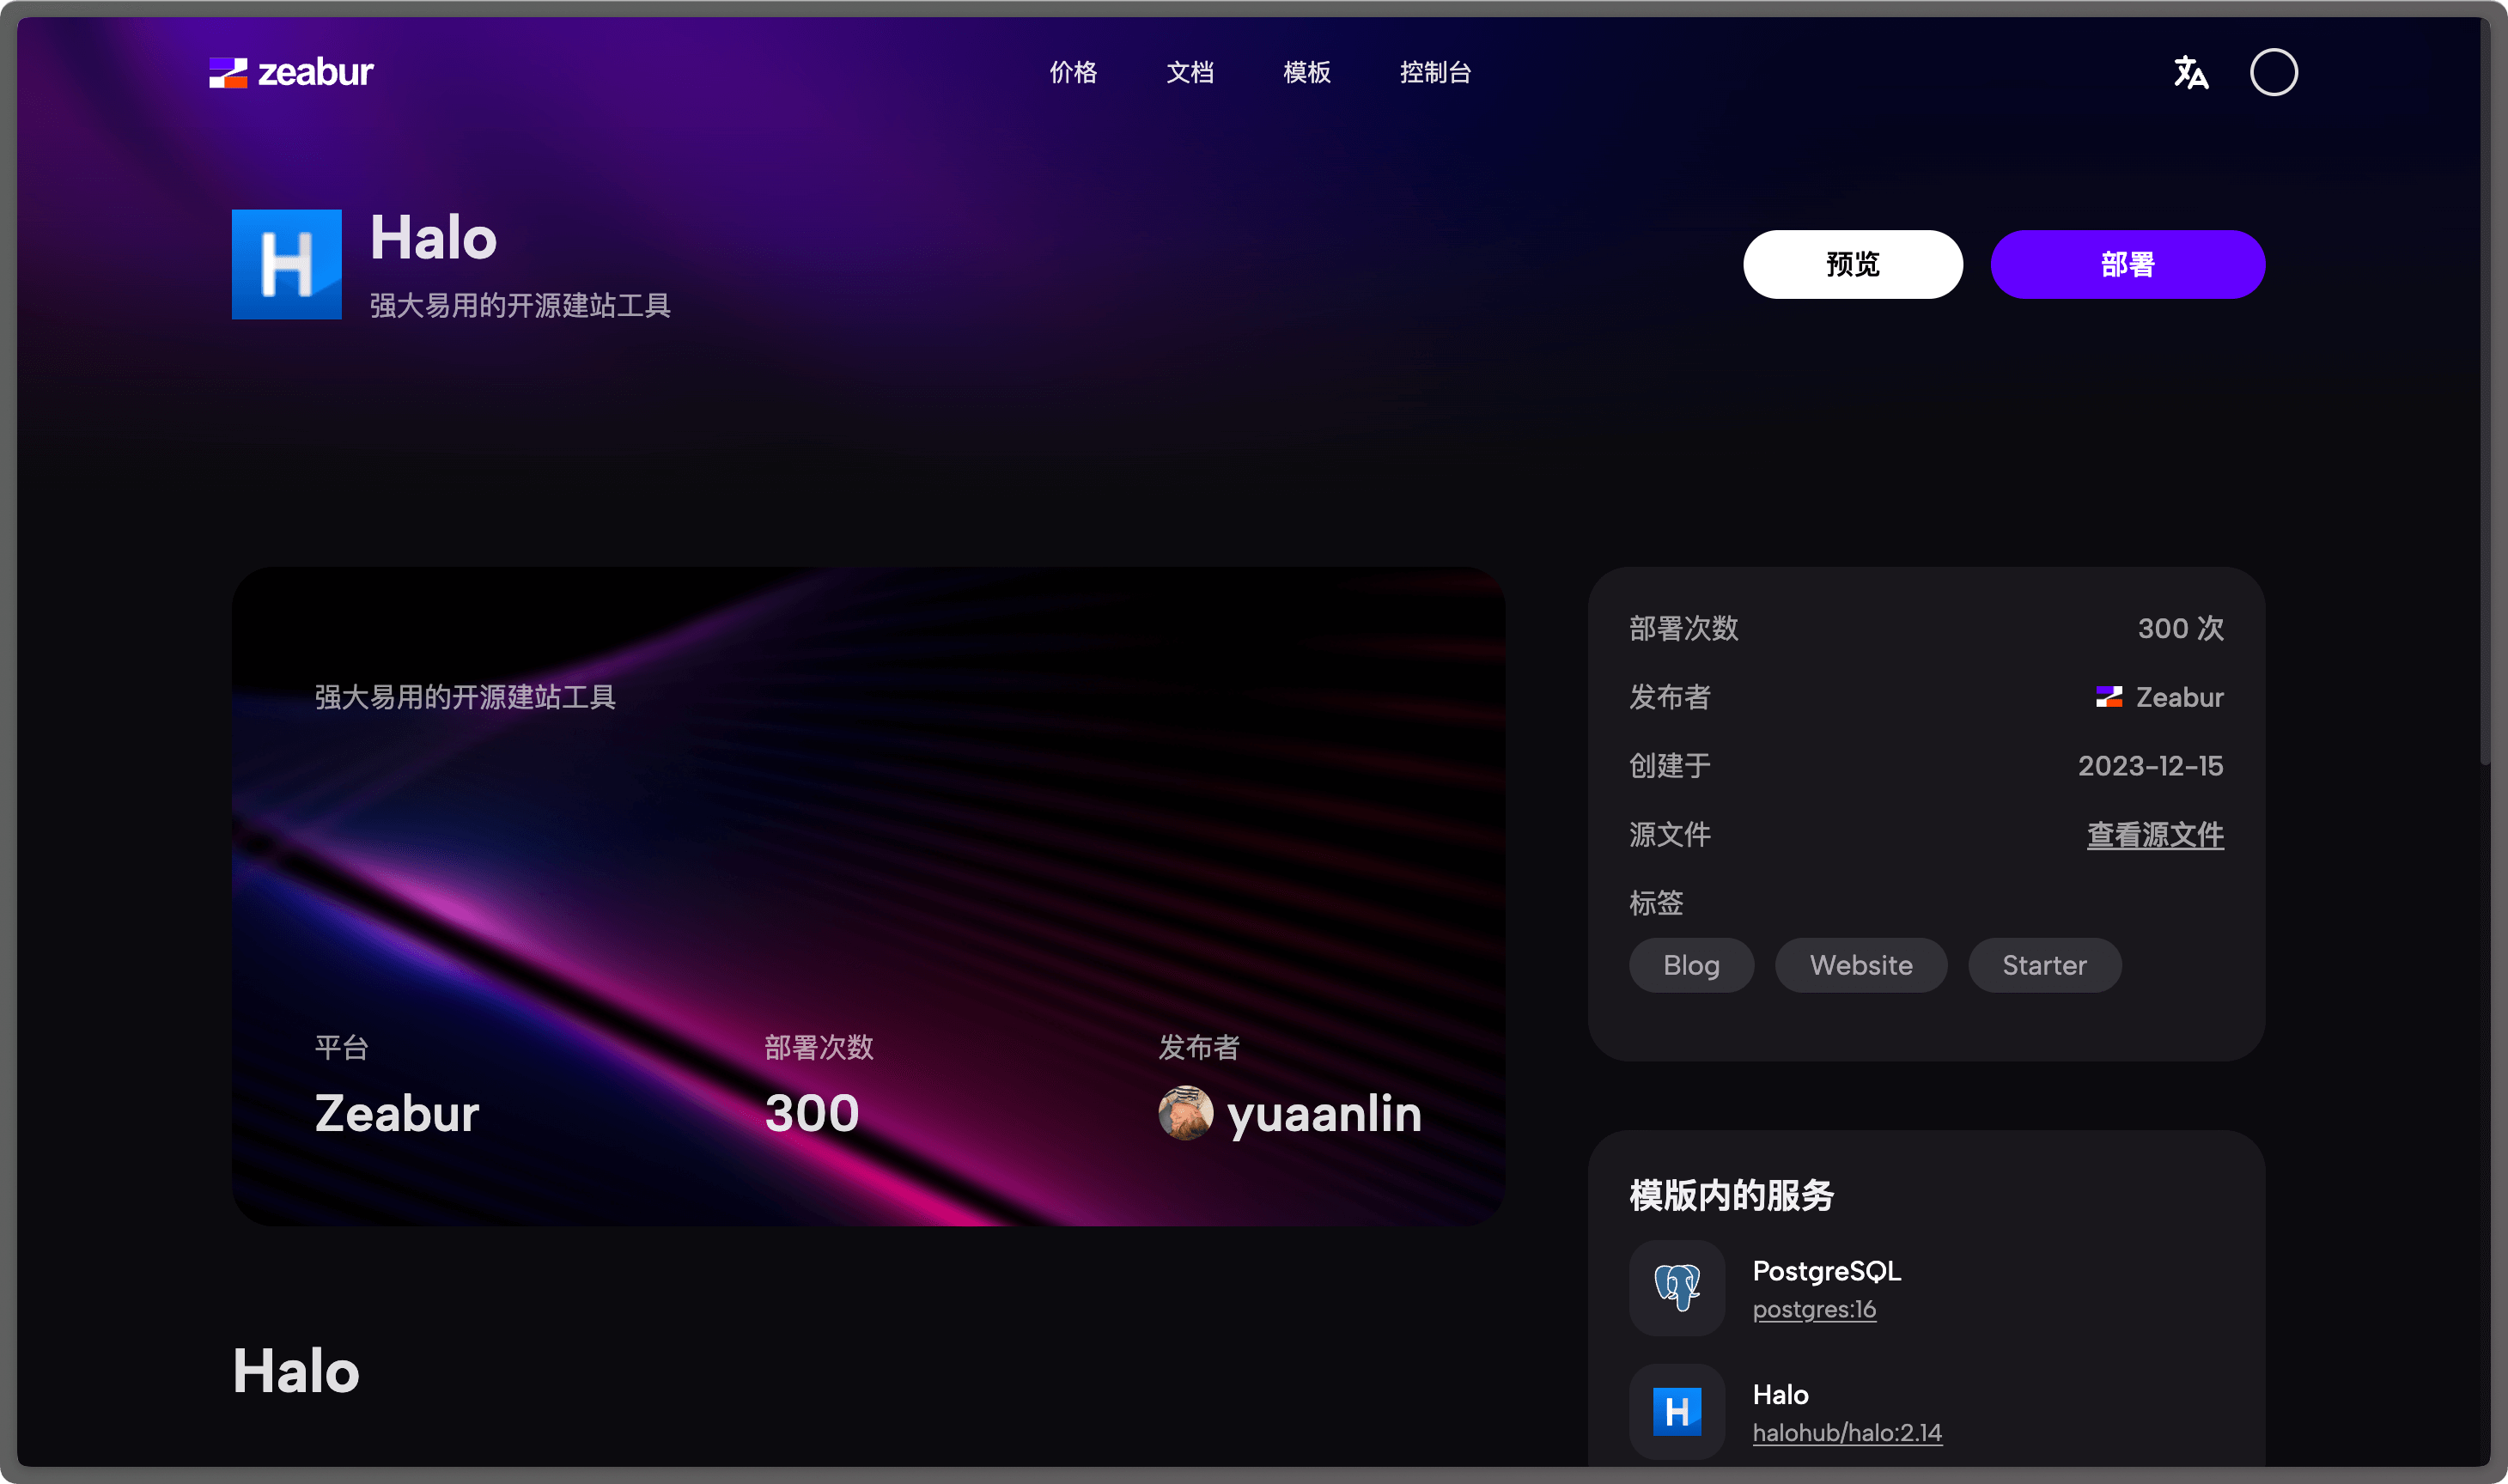 zeabur
价格
文档
模板
控制台
Halo
强大易用的开源建站工具
预览
部署
强大易用的开源建站工具
平台
Zeabur
部署次数
300
发布者
yuaanlin
Halo
部署次数
300 次
发布者
Zeabur
创建于
2023-12-15
源文件
查看源文件
标签
Blog
Website
Starter
模版内的服务
PostgreSQL
postgres:16
Halo
halohub/halo:2.14